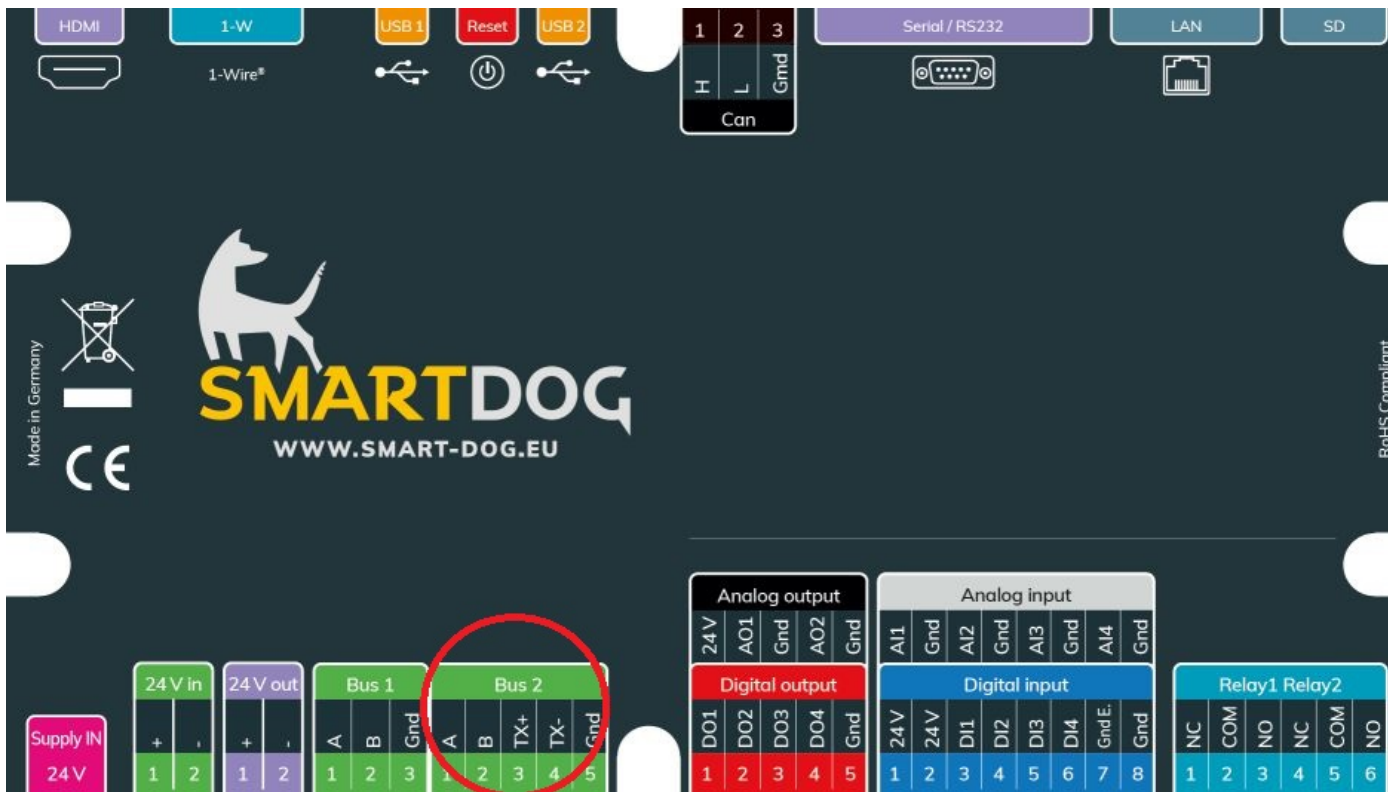 HDMI
1-W
USB 1
Reset
USB 2
1 2 3
Serial / RS232
LAN
SD
1-Wire®
H L Gmd
Can
Made in Germany
CE
SMARTDOG
WWW.SMART-DOG.EU
RoHS Compliant
Analog output
24 V AO1 Gnd AO2 Gnd
Analog input
AI1 Gnd AI2 Gnd AI3 Gnd AI4 Gnd
Supply IN
24 V
24 V in
+ -
1 2
24 V out
+ -
1 2
Bus 1
A B Gnd
1 2 3
Bus 2
A B TX+ TX- Gnd
1 2 3 4 5
Digital output
DO1 DO2 DO3 DO4 Gnd
1 2 3 4 5
Digital input
24 V 24 V DI1 DI2 DI3 DI4 Gnd E. Gnd
1 2 3 4 5 6 7 8
Relay1 Relay2
NC COM NO NC COM NO
1 2 3 4 5 6